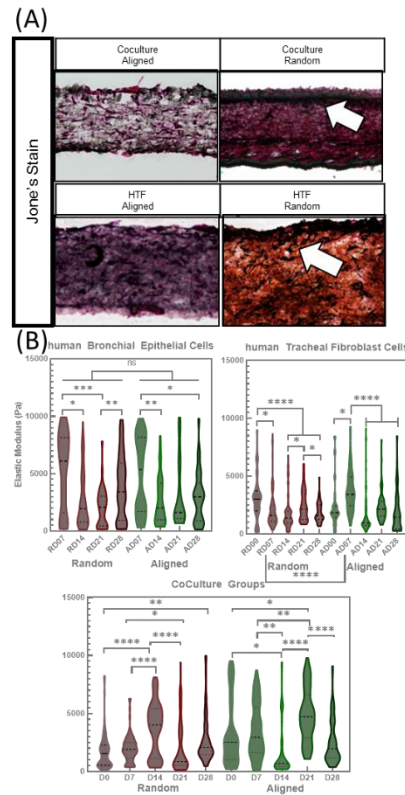 (A)
Coculture
Aligned
Coculture
Random
Jone's Stain
HTF
Aligned
HTF
Random
(B)
human Bronchial Epithelial Cells
human Tracheal Fibroblast Cells
Elastic Modulus (Pa)
15000
10000
5000
0
ns
***
*
*
**
**
RD07 RD14 RD21 RD28 AD07 AD14 AD21 AD28
Random Aligned
15000
10000
5000
0
****
****
*
*
*
*
RD00 RD07 RD14 RD21 RD28 AD00 AD07 AD14 AD21 AD28
Random Aligned
****
CoCulture Groups
15000
10000
5000
0
**
*
*
**
****
****
**
****
****
*
****
D0 D7 D14 D21 D28 D0 D7 D14 D21 D28
Random Aligned